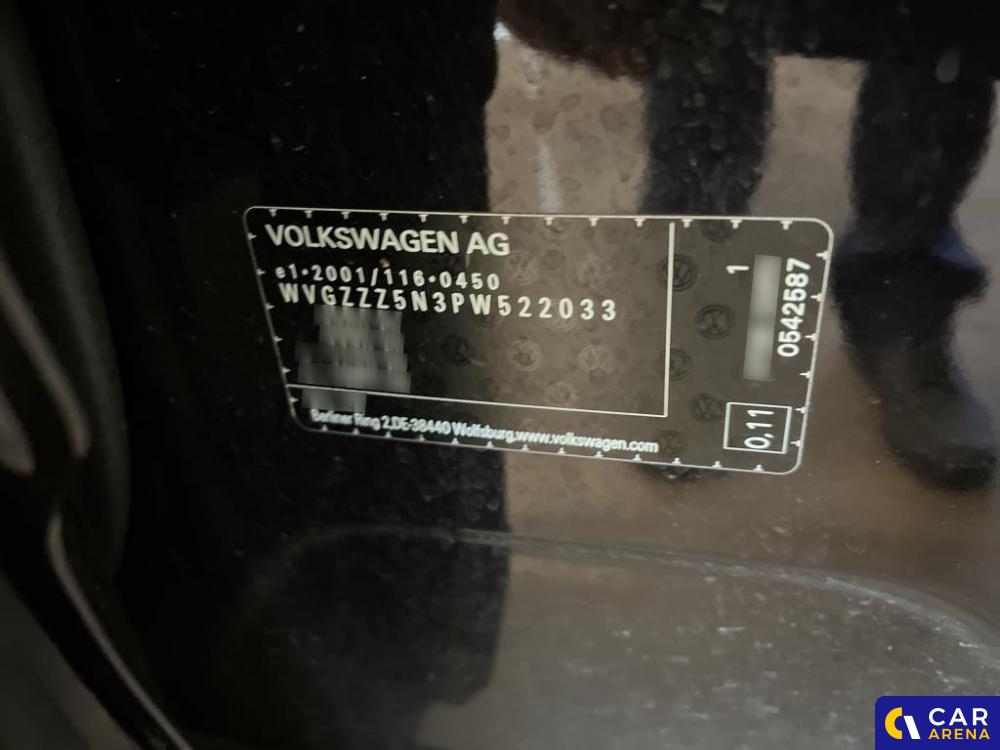 VOLKSWAGEN AG
e1*2001/116*0450
WVGZZZ5N3PW522033
Berliner Ring 2,DE-38440 Wolfsburg,www.volkswagen.com
1
0542587
0,11
CAR
ARENA